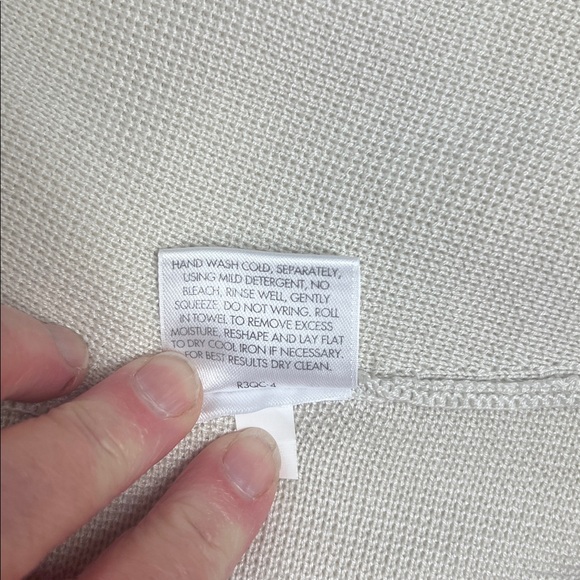 HAND WASH COLD, SEPARATELY,
USING MILD DETERGENT, NO
BLEACH, RINSE WELL, GENTLY
SQUEEZE, DO NOT WRING. ROLL
IN TOWEL TO REMOVE EXCESS
MOISTURE, RESHAPE AND LAY FLAT
TO DRY COOL IRON IF NECESSARY.
FOR BEST RESULTS DRY CLEAN.
R3QC-4